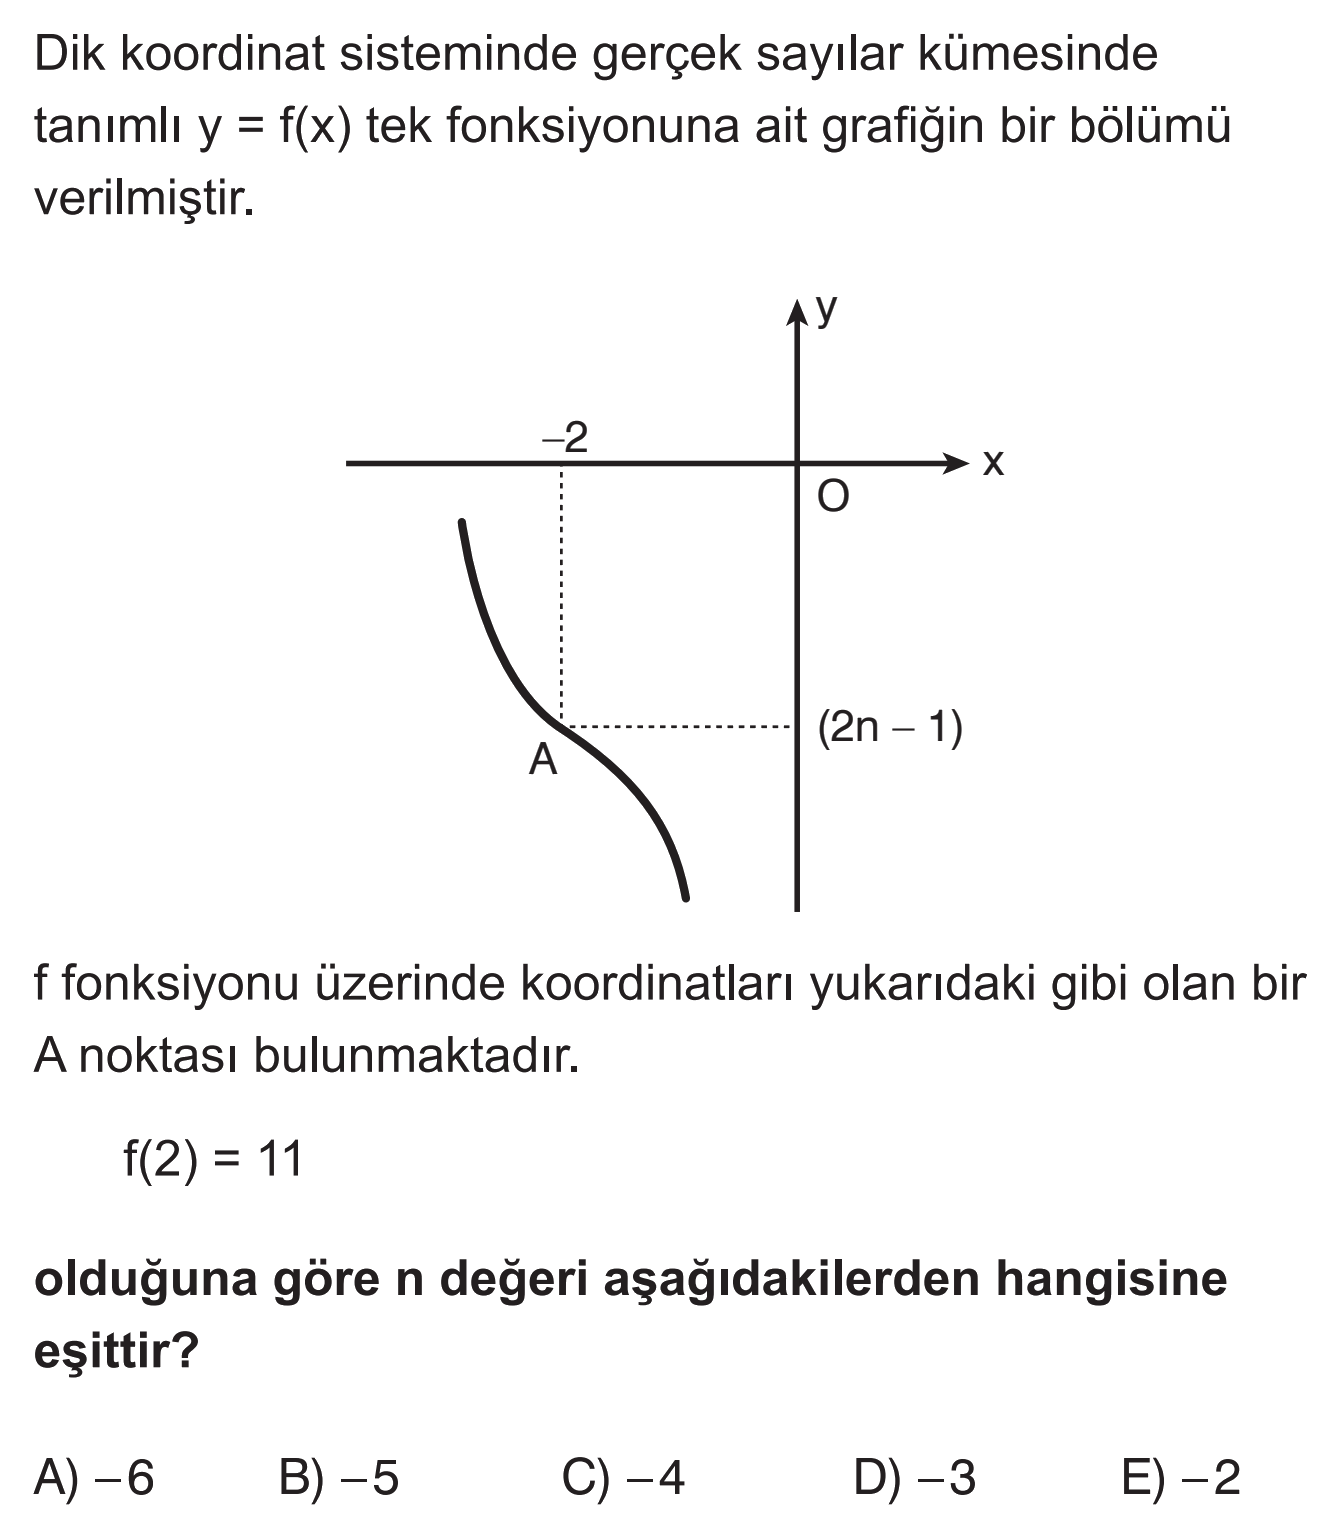 Dik koordinat sisteminde gerçek sayılar kümesinde
tanımlı y = f(x) tek fonksiyonuna ait grafiğin bir bölümü
verilmiştir.
y
–2
x
O
(2n – 1)
A
f fonksiyonu üzerinde koordinatları yukarıdaki gibi olan bir
A noktası bulunmaktadır.
f(2) = 11
olduğuna göre n değeri aşağıdakilerden hangisine
eşittir?
A) –6 B) –5 C) –4 D) –3 E) –2